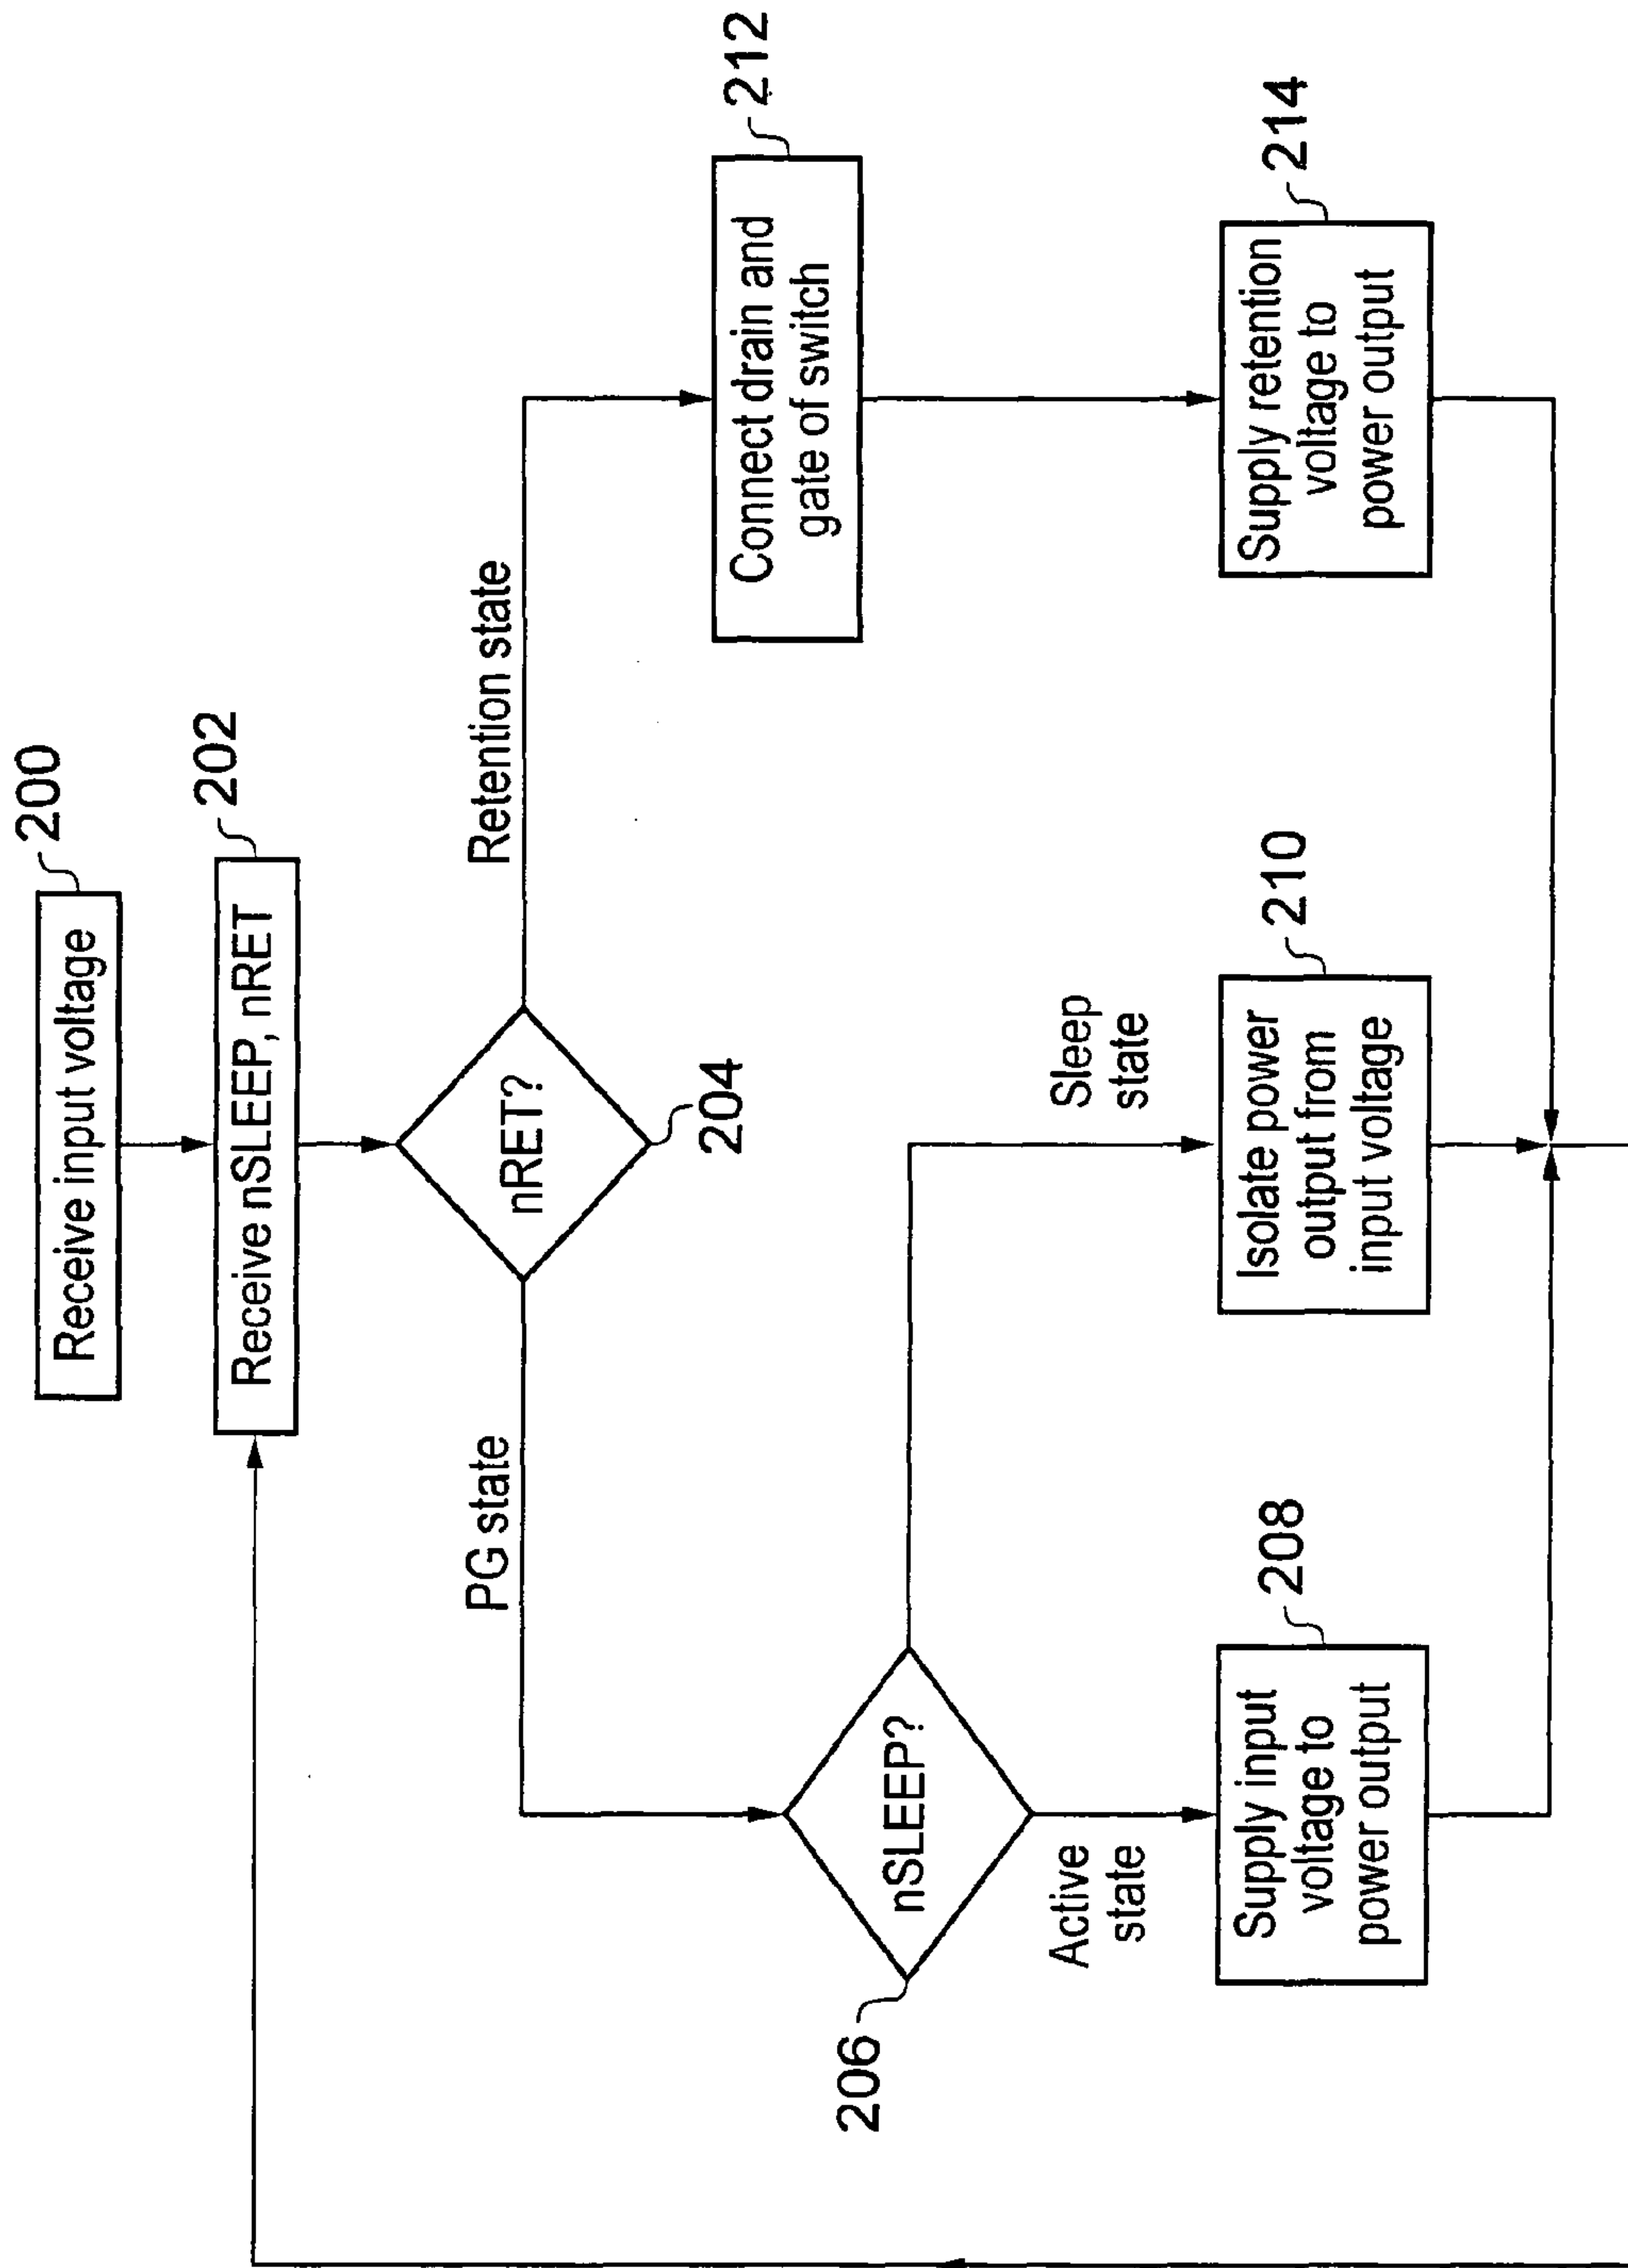 Receive input voltage
200
Receive nSLEEP, nRET
202
nRET?
204
PG state
Retention state
nSLEEP?
206
Connect drain and
gate of switch
212
Active
state
Sleep
state
Supply input
voltage to
power output
208
Isolate power
output from
input voltage
210
Supply retention
voltage to
power output
214